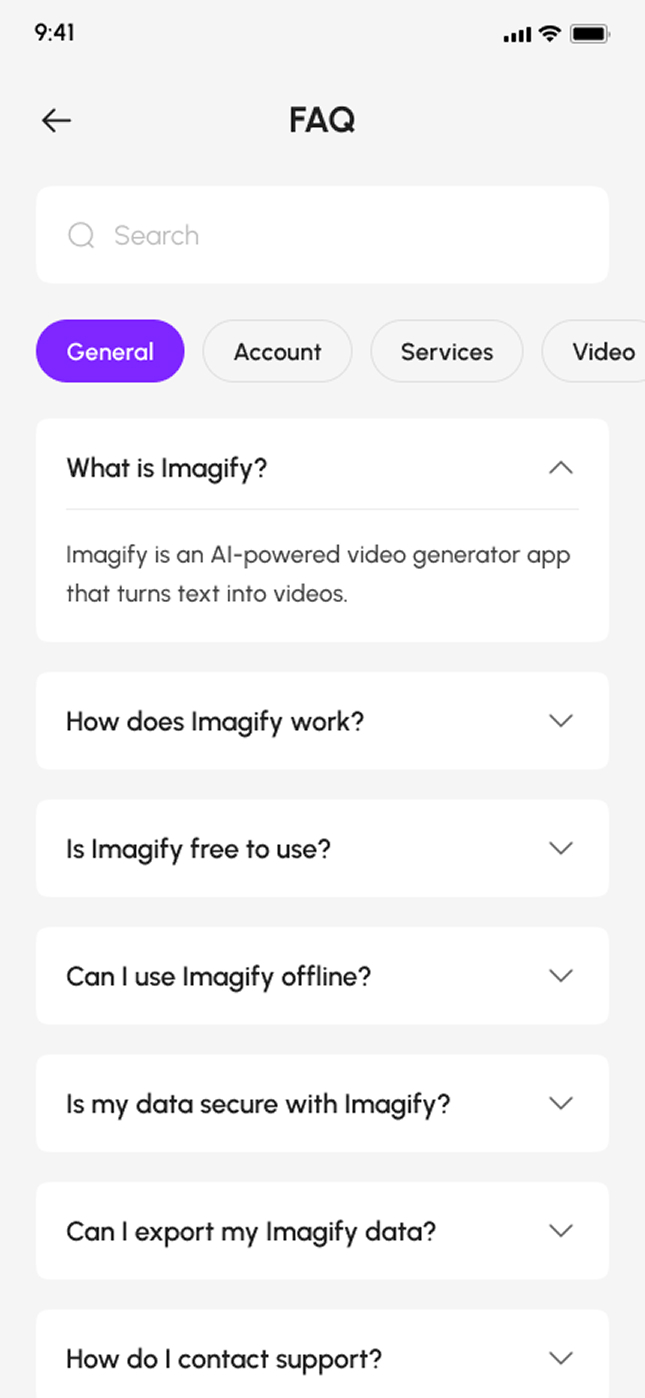 9:41
FAQ
Search
General Account Services Video
What is Imagify?
Imagify is an AI-powered video generator app
that turns text into videos.
How does Imagify work?
Is Imagify free to use?
Can I use Imagify offline?
Is my data secure with Imagify?
Can I export my Imagify data?
How do I contact support?